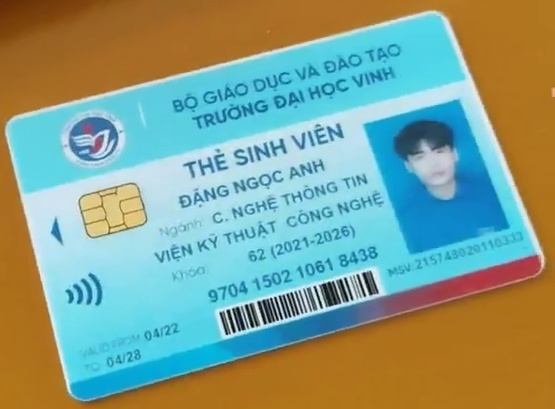 BỘ GIÁO DỤC VÀ ĐÀO TẠO
TRƯỜNG ĐẠI HỌC VINH
THẺ SINH VIÊN
ĐẶNG NGỌC ANH
Ngành: C. NGHỆ THÔNG TIN
VIỆN KỸ THUẬT CÔNG NGHỆ
Khóa: 62 (2021-2026)
9704 1502 1061 8438
MSV:215748020110333
VALID FROM 04/22
TO 04/28